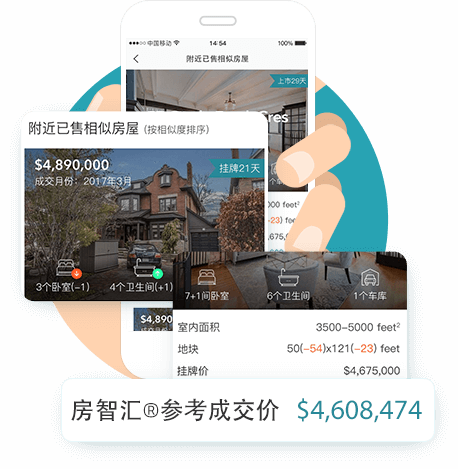 中国移动 14:54 100%
附近已售相似房屋
上市29天
附近已售相似房屋 (按相似度排序)
$4,890,000
成交月份：2017年3月
挂牌21天
3个卧室(-1) 4个卫生间(+1)
7+1间卧室 6个卫生间 1个车库
室内面积 3500-5000 feet²
地块 50(-54)x121(-23) feet
挂牌价 $4,675,000
房智汇®参考成交价 $4,608,474